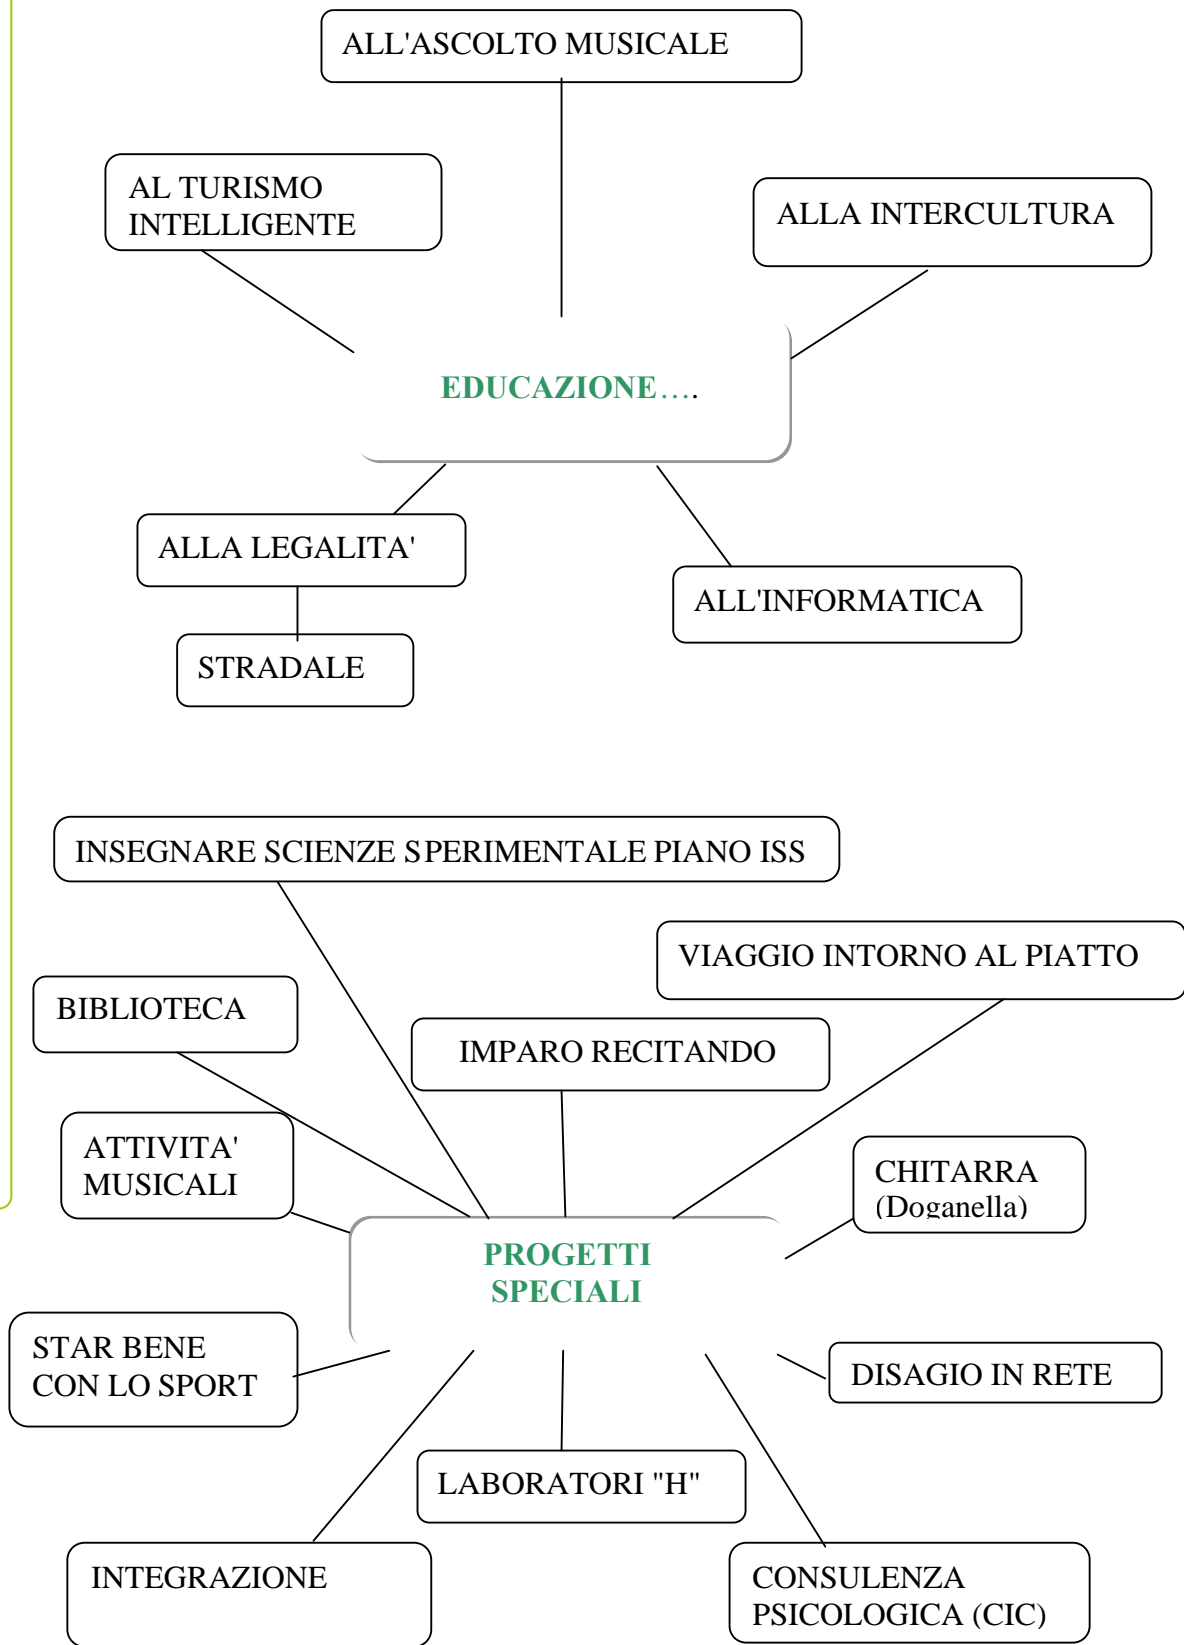 ALL'ASCOLTO MUSICALE
AL TURISMO
INTELLIGENTE
ALLA INTERCULTURA
EDUCAZIONE….
ALLA LEGALITA'
ALL'INFORMATICA
STRADALE
INSEGNARE SCIENZE SPERIMENTALE PIANO ISS
VIAGGIO INTORNO AL PIATTO
BIBLIOTECA
IMPARO RECITANDO
ATTIVITA'
MUSICALI
CHITARRA
(Doganella)
PROGETTI
SPECIALI
STAR BENE
CON LO SPORT
DISAGIO IN RETE
LABORATORI "H"
INTEGRAZIONE
CONSULENZA
PSICOLOGICA (CIC)